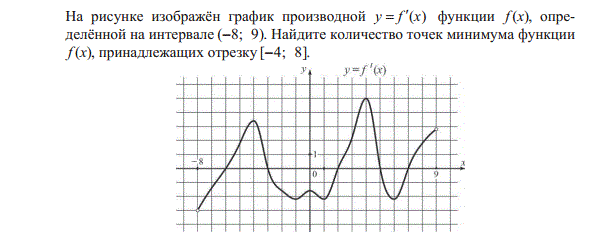 На рисунке изображён график производной y = f′(x) функции f(x), опре-
делённой на интервале (−8; 9). Найдите количество точек минимума функции
f(x), принадлежащих отрезку [−4; 8].
y
y = f ′(x)
1
−8
0
9
x